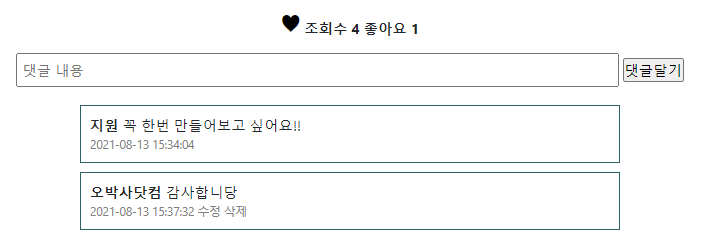 조회수 4 좋아요 1
댓글 내용
댓글달기
지원 꼭 한번 만들어보고 싶어요!!
2021-08-13 15:34:04
오박사닷컴 감사합니당
2021-08-13 15:37:32 수정 삭제